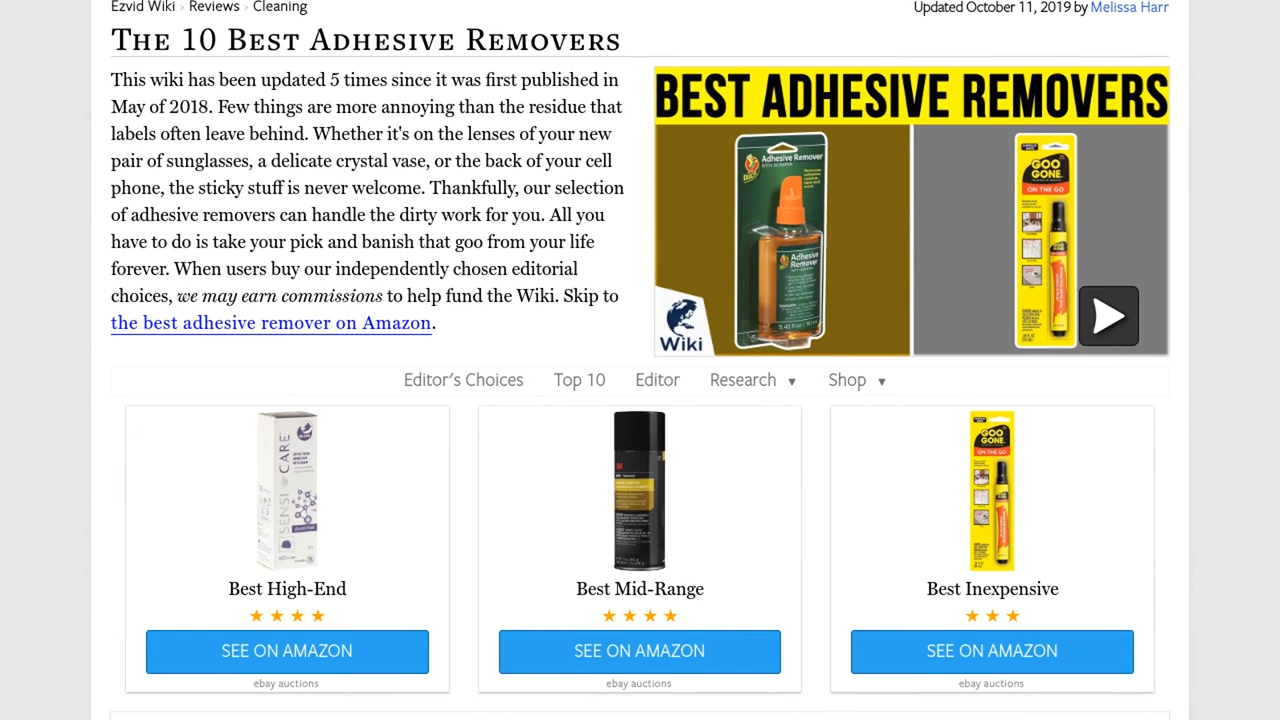 Ezvid Wiki › Reviews › Cleaning
Updated October 11, 2019 by Melissa Harr
The 10 Best Adhesive Removers
This wiki has been updated 5 times since it was first published in
May of 2018. Few things are more annoying than the residue that
labels often leave behind. Whether it's on the lenses of your new
pair of sunglasses, a delicate crystal vase, or the back of your cell
phone, the sticky stuff is never welcome. Thankfully, our selection
of adhesive removers can handle the dirty work for you. All you
have to do is take your pick and banish that goo from your life
forever. When users buy our independently chosen editorial
choices, we may earn commissions to help fund the Wiki. Skip to
the best adhesive remover on Amazon.
BEST ADHESIVE REMOVERS
Adhesive Remover
Adhesive
Remover
GOO
GONE
ON THE GO
Wiki
Editor's Choices
Top 10
Editor
Research ▼
Shop ▼
SENSI CARE
3M
GOO
GONE
ON THE GO
Best High-End
Best Mid-Range
Best Inexpensive
★ ★ ★ ★
★ ★ ★ ★
★ ★ ★
SEE ON AMAZON
SEE ON AMAZON
SEE ON AMAZON
ebay auctions
ebay auctions
ebay auctions